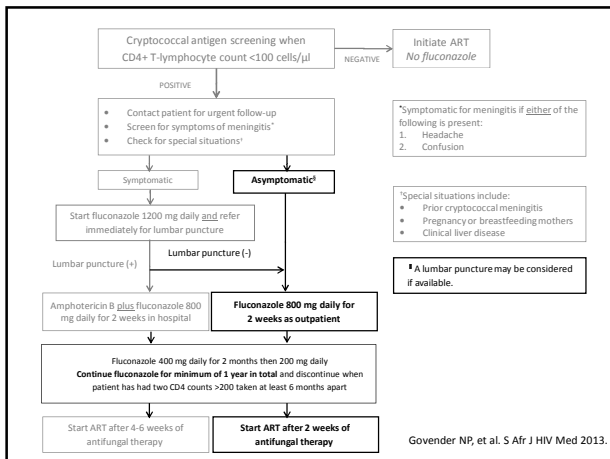 Cryptococcal antigen screening when
CD4+ T-lymphocyte count <100 cells/µl
NEGATIVE
Initiate ART
No fluconazole
POSITIVE
• Contact patient for urgent follow-up
• Screen for symptoms of meningitis*
• Check for special situations†
*Symptomatic for meningitis if either of the
following is present:
1. Headache
2. Confusion
Symptomatic
Asymptomatic§
Start fluconazole 1200 mg daily and refer
immediately for lumbar puncture
†Special situations include:
• Prior cryptococcal meningitis
• Pregnancy or breastfeeding mothers
• Clinical liver disease
Lumbar puncture (+)
Lumbar puncture (-)
A lumbar puncture may be considered
if available.
Amphotericin B plus fluconazole 800
mg daily for 2 weeks in hospital
Fluconazole 800 mg daily for
2 weeks as outpatient
Fluconazole 400 mg daily for 2 months then 200 mg daily
Continue fluconazole for minimum of 1 year in total and discontinue when
patient has had two CD4 counts >200 taken at least 6 months apart
Start ART after 4-6 weeks of
antifungal therapy
Start ART after 2 weeks of
antifungal therapy
Govender NP, et al. S Afr J HIV Med 2013.